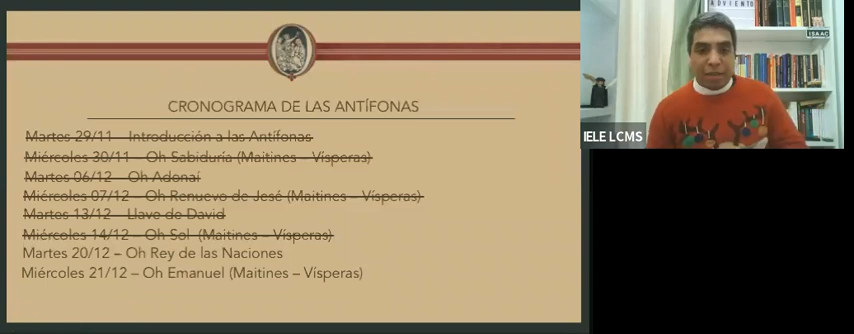 CRONOGRAMA DE LAS ANTÍFONAS
Martes 29/11 – Introducción a las Antífonas
Miércoles 30/11 – Oh Sabiduría (Maitines – Vísperas)
Martes 06/12 – Oh Adonaí
Miércoles 07/12 – Oh Renuevo de Jesé (Maitines – Vísperas)
Martes 13/12 – Llave de David
Miércoles 14/12 – Oh Sol (Maitines – Vísperas)
Martes 20/12 – Oh Rey de las Naciones
Miércoles 21/12 – Oh Emanuel (Maitines – Vísperas)
ADVIENTO
ISAAC
IELE LCMS